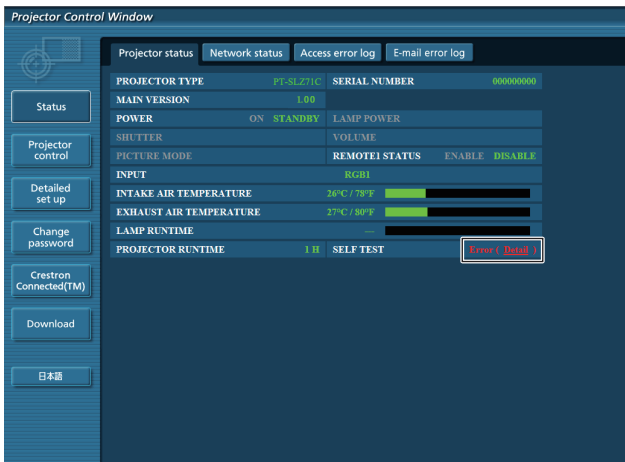 Projector Control Window
Projector status Network status Access error log E-mail error log
PROJECTOR TYPE PT-SLZ71C SERIAL NUMBER 000000000
MAIN VERSION 1.00
POWER ON STANDBY LAMP POWER
SHUTTER VOLUME
PICTURE MODE REMOTE1 STATUS ENABLE DISABLE
INPUT RGB1
INTAKE AIR TEMPERATURE 26°C / 78°F
EXHAUST AIR TEMPERATURE 27°C / 80°F
LAMP RUNTIME ---
PROJECTOR RUNTIME 1 H SELF TEST Error ( Detail )
Status
Projector
control
Detailed
set up
Change
password
Crestron
Connected(TM)
Download
日本語